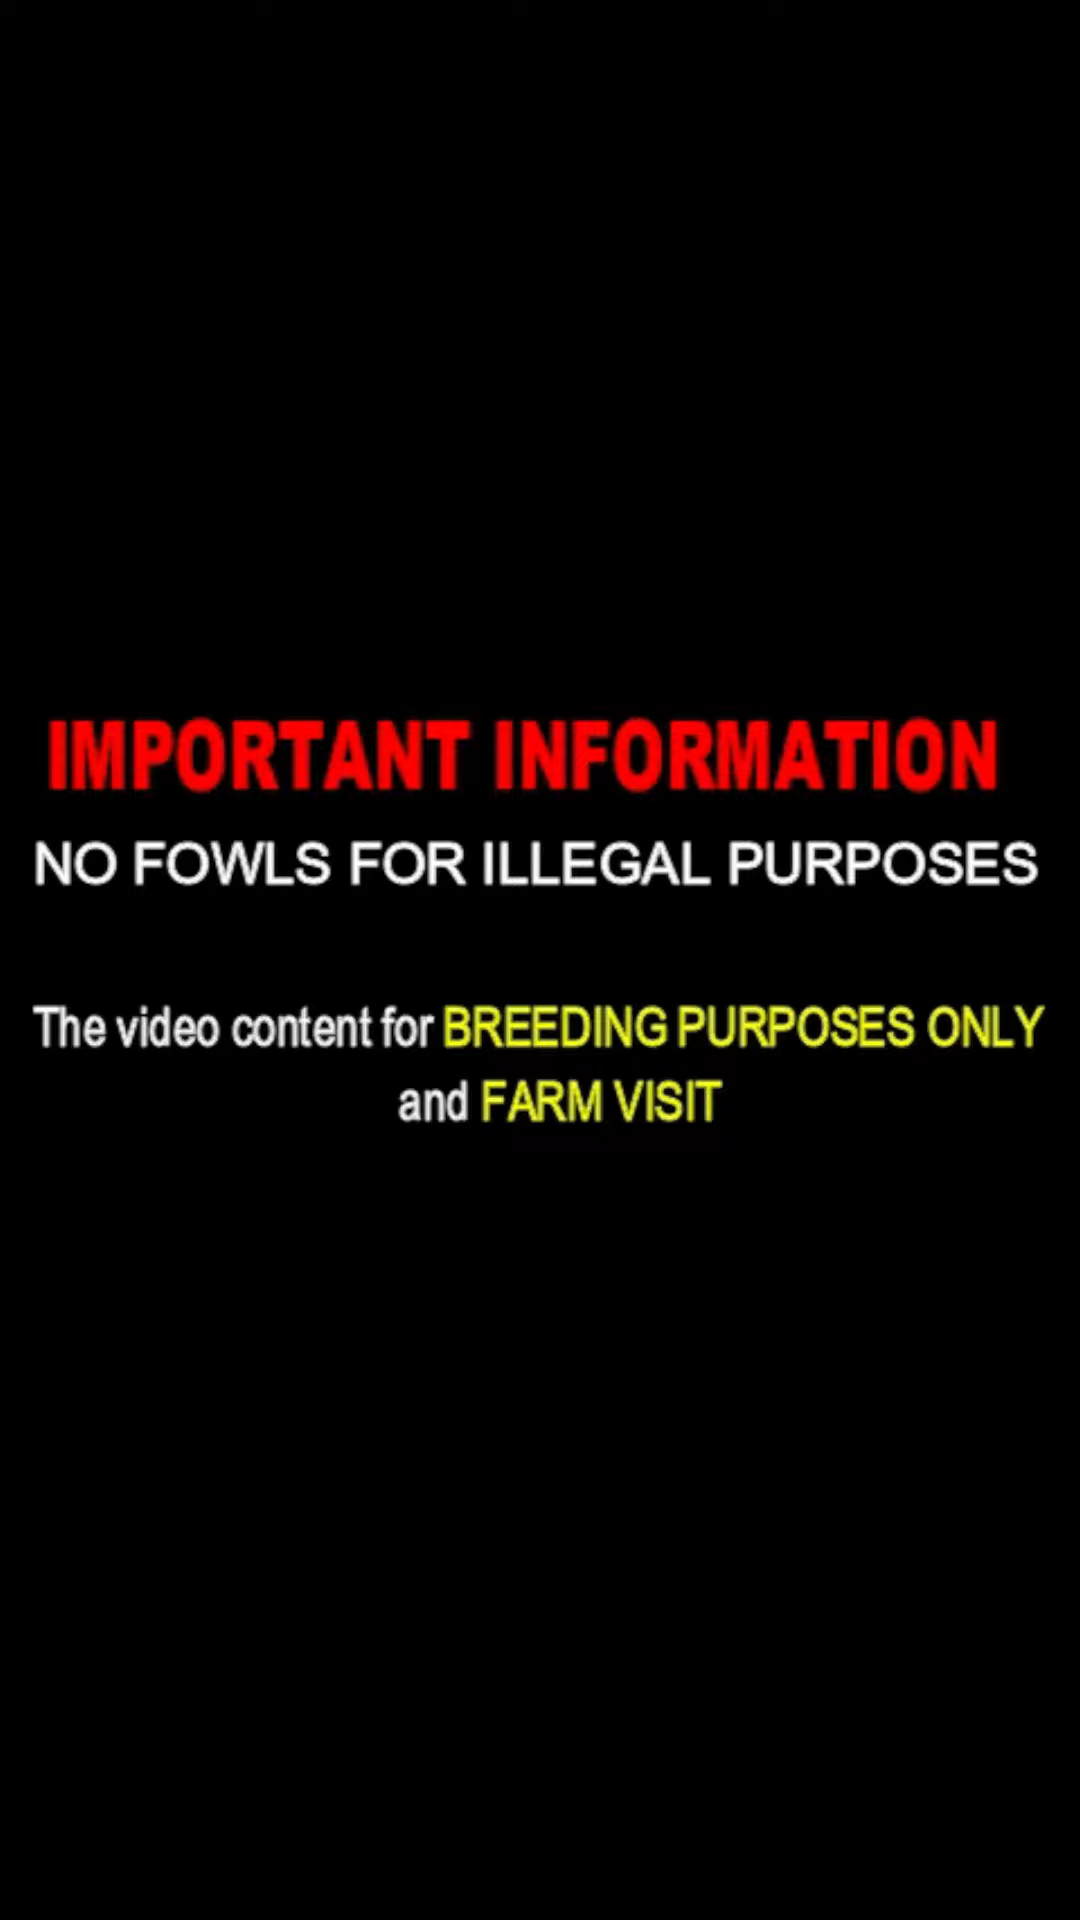 IMPORTANT INFORMATION
NO FOWLS FOR ILLEGAL PURPOSES
The video content for BREEDING PURPOSES ONLY
and FARM VISIT